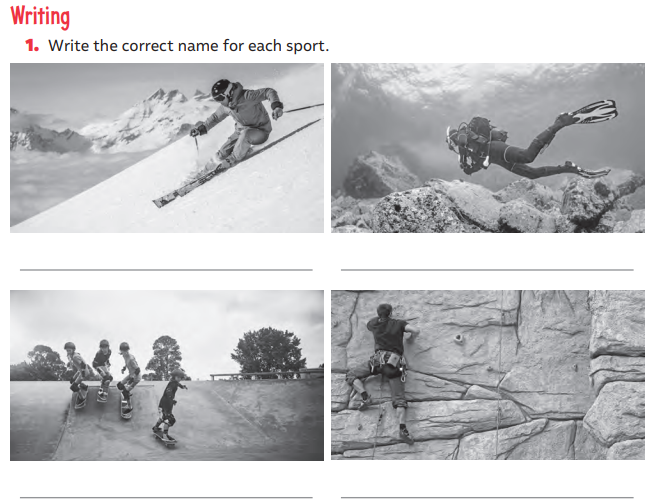 Writing
1. Write the correct name for each sport.